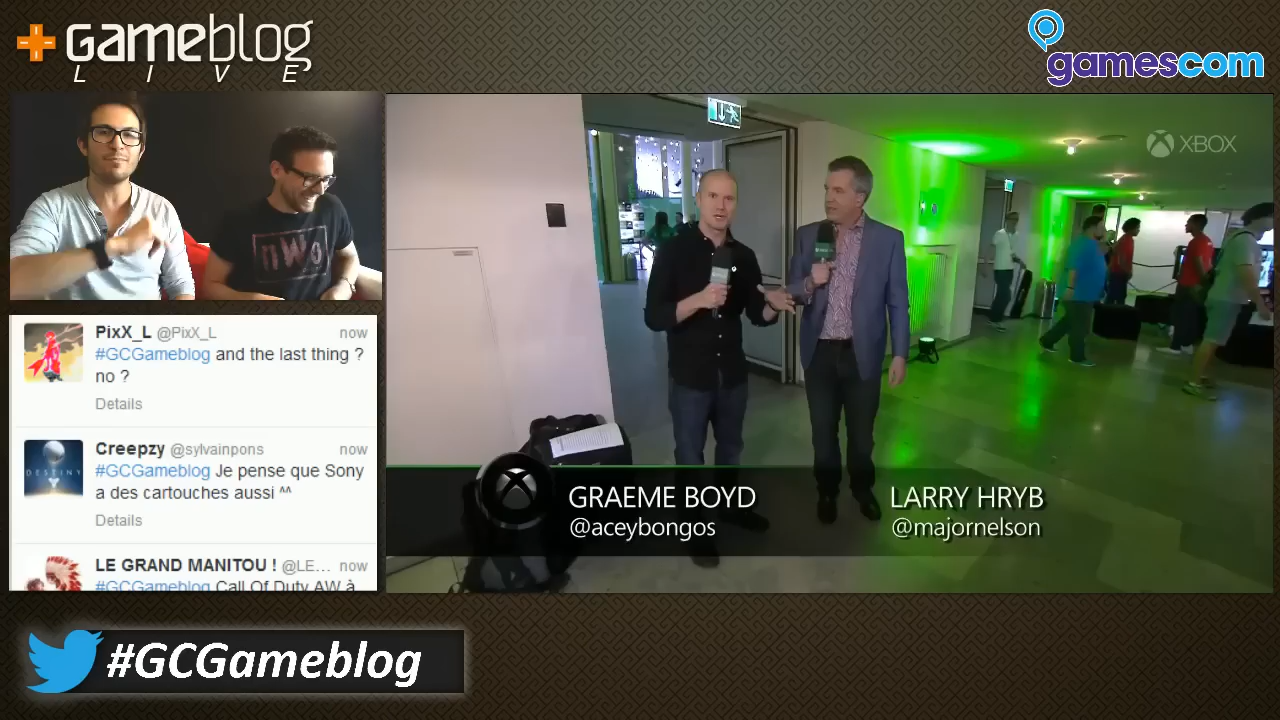 gameblog
LIVE
gamescom
XBOX
nWo
PixX_L @PixX_L now
#GCGameblog and the last thing ?
no ?
Details
DESTINY
Creepzy @sylvainpons now
#GCGameblog Je pense que Sony
a des cartouches aussi ^^
Details
LE GRAND MANITOU ! @LE... now
#GCGameblog Call Of Duty AW à
GRAEME BOYD
@aceybongos
LARRY HRYB
@majornelson
#GCGameblog